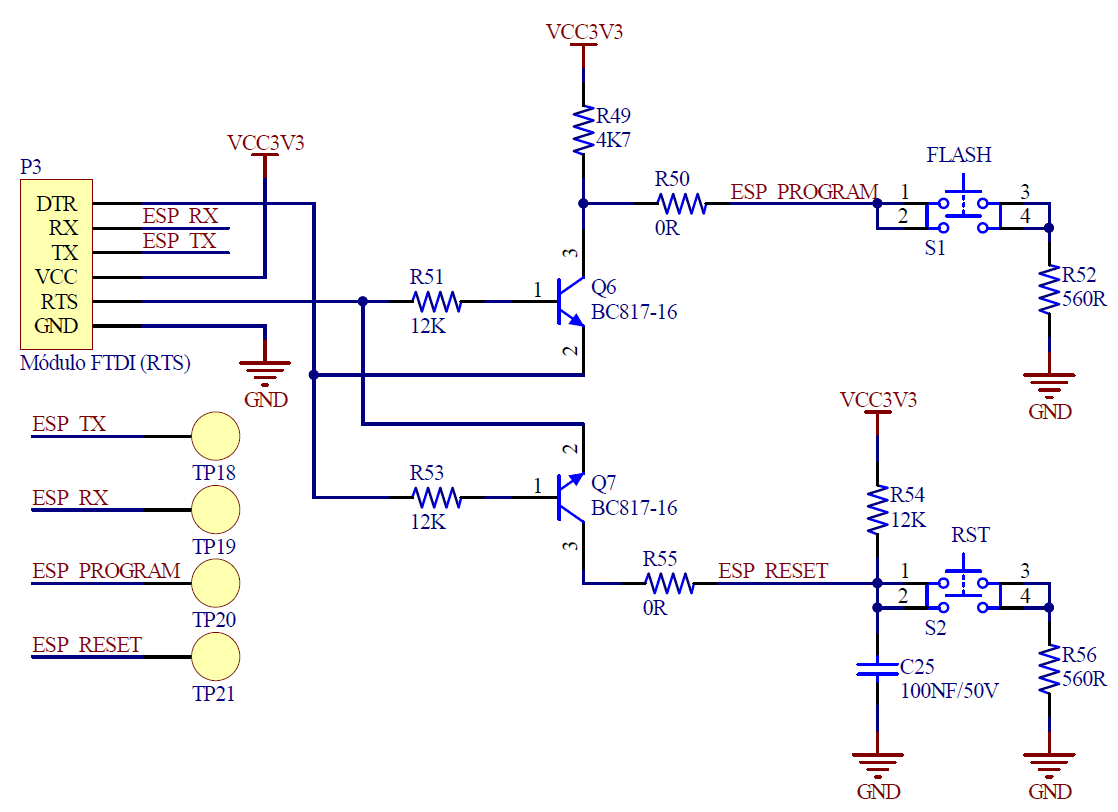 VCC3V3
R49
4K7
VCC3V3
P3
DTR
RX
TX
VCC
RTS
GND
Módulo FTDI (RTS)
ESP_RX
ESP_TX
GND
R50
0R
ESP_PROGRAM
FLASH
1
2
3
4
S1
R52
560R
GND
R51
12K
1
3
2
Q6
BC817-16
R53
12K
1
2
3
Q7
BC817-16
R55
0R
ESP_RESET
VCC3V3
R54
12K
RST
1
2
3
4
S2
R56
560R
C25
100NF/50V
GND
GND
ESP_TX
TP18
ESP_RX
TP19
ESP_PROGRAM
TP20
ESP_RESET
TP21